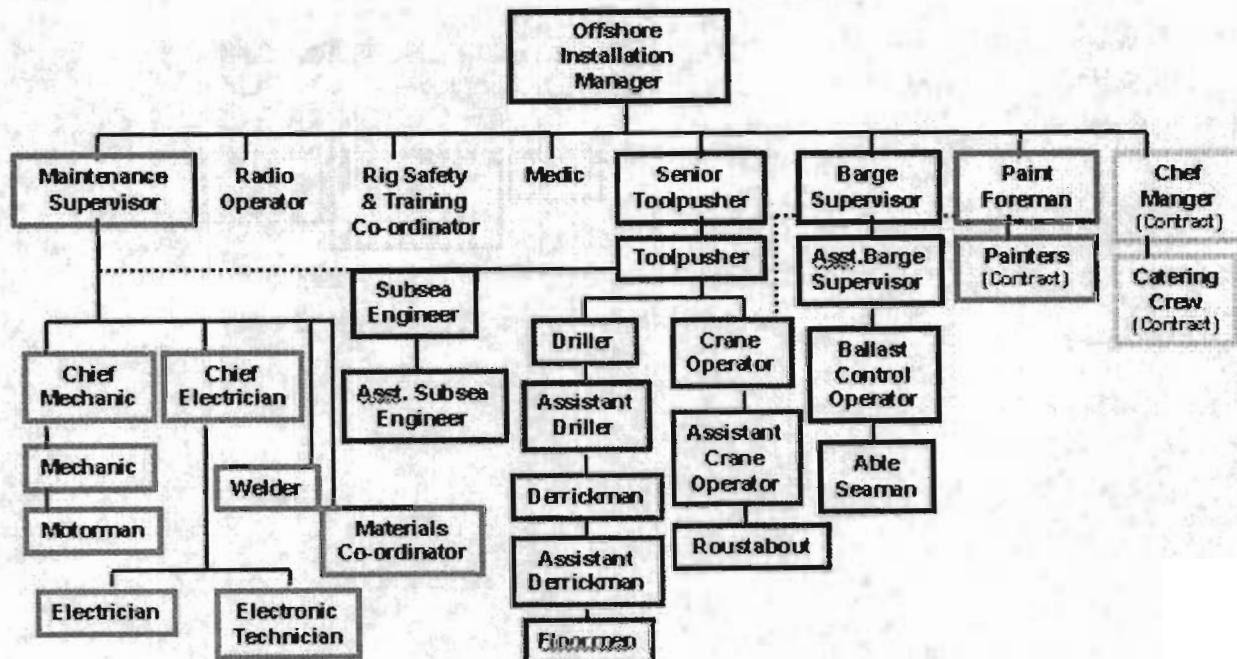 Offshore
Installation
Manager
Maintenance
Supervisor
Radio
Operator
Rig Safety
& Training
Co-ordinator
Medic
Senior
Toolpusher
Barge
Supervisor
Paint
Foreman
Chef
Manger
(Contract)
Toolpusher
Asst.Barge
Supervisor
Painters
(Contract)
Catering
Crew
(Contract)
Subsea
Engineer
Asst. Subsea
Engineer
Driller
Crane
Operator
Ballast
Control
Operator
Chief
Mechanic
Chief
Electrician
Assistant
Driller
Assistant
Crane
Operator
Able
Seaman
Mechanic
Welder
Derrickman
Motorman
Materials
Co-ordinator
Roustabout
Assistant
Derrickman
Electrician
Electronic
Technician
Floormen